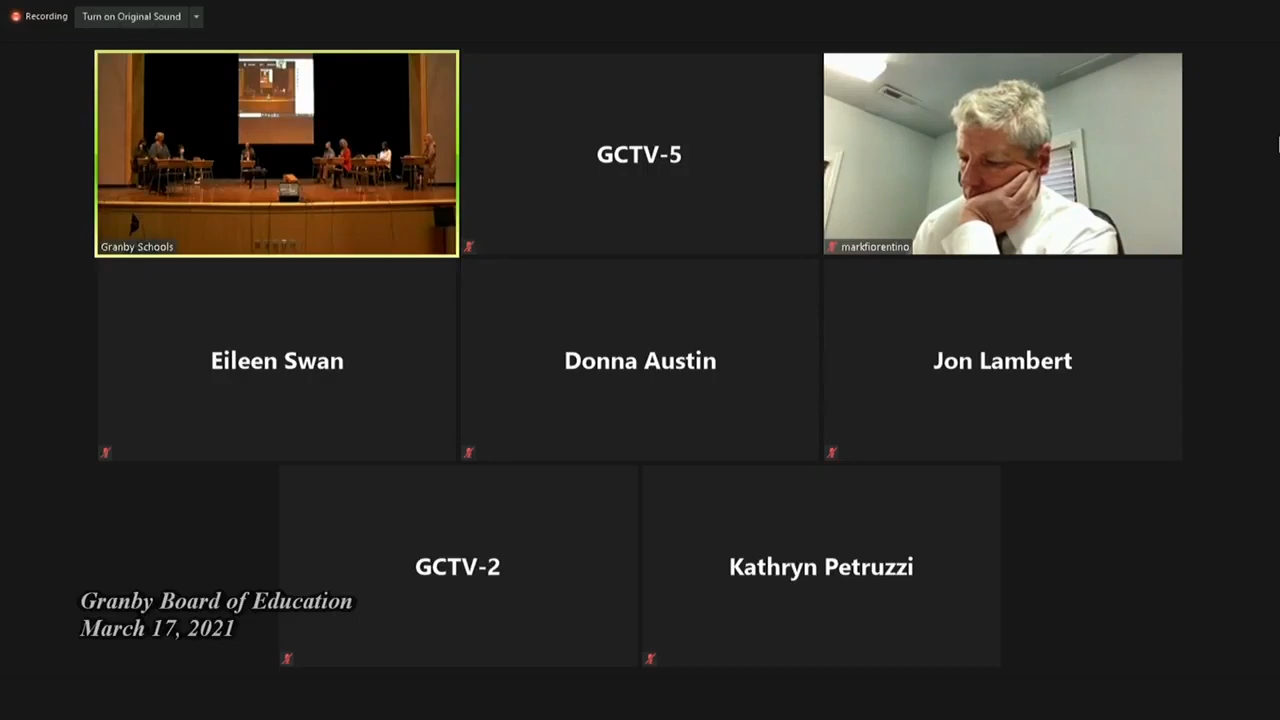 Recording
Turn on Original Sound
Granby Schools
GCTV-5
markfiorentino
Eileen Swan
Donna Austin
Jon Lambert
GCTV-2
Kathryn Petruzzi
Granby Board of Education
March 17, 2021